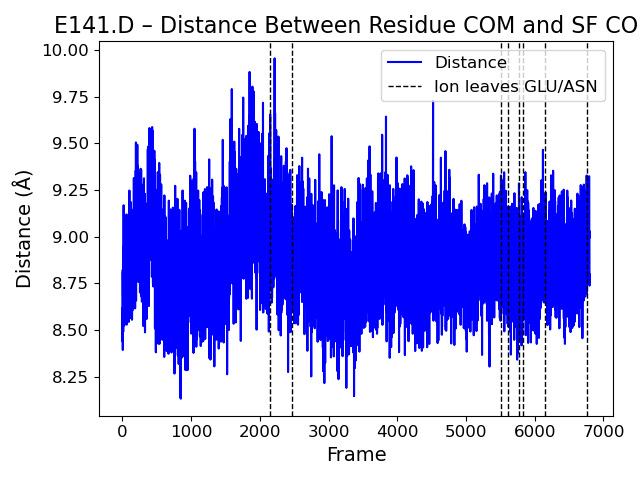 E141.D – Distance Between Residue COM and SF CO
Distance
Ion leaves GLU/ASN
Distance (Å)
10.00
9.75
9.50
9.25
9.00
8.75
8.50
8.25
0 1000 2000 3000 4000 5000 6000 7000
Frame